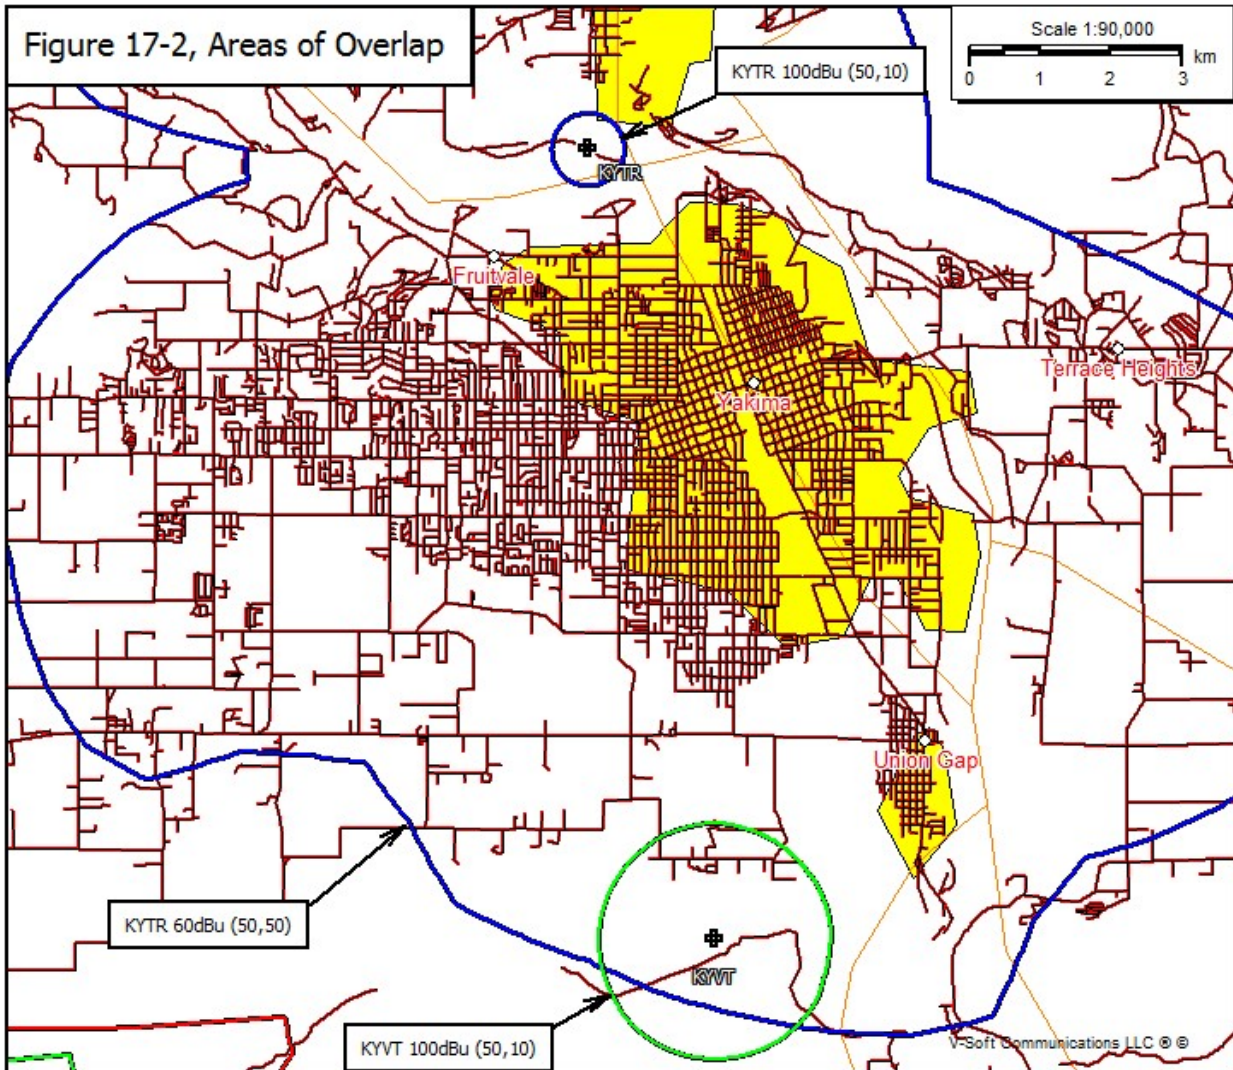 Figure 17-2, Areas of Overlap
Scale 1:90,000
km
0 1 2 3
KYTR 100dBu (50,10)
KYTR
Fruitvale
Terrace Heights
Yakima
Union Gap
KYTR 60dBu (50,50)
KYVT
KYVT 100dBu (50,10)
V-Soft Communications LLC ® ©